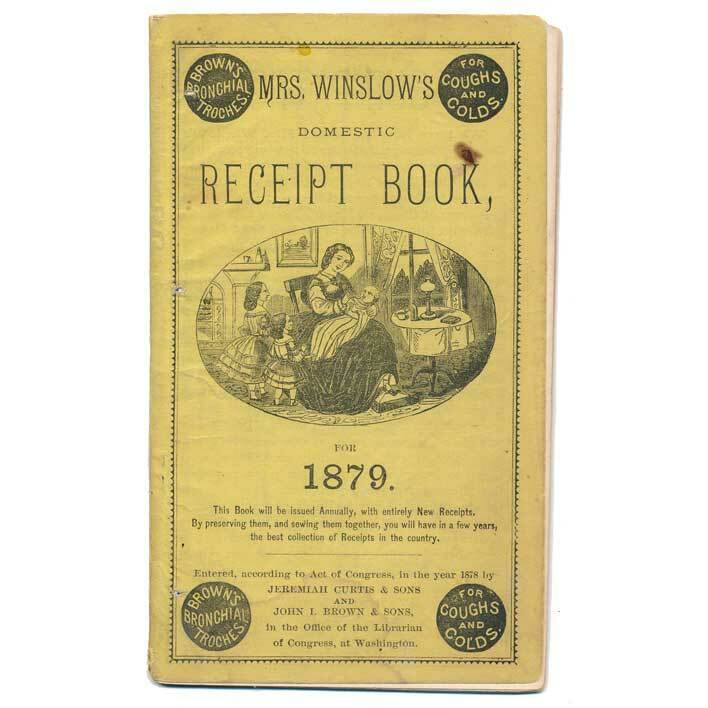 BROWN'S
BRONCHIAL
TROCHES.
MRS. WINSLOW'S
FOR
COUGHS
AND
COLDS.
DOMESTIC
RECEIPT BOOK,
FOR
1879.
This Book will be issued Annually, with entirely New Receipts.
By preserving them, and sewing them together, you will have in a few years,
the best collection of Receipts in the country.
Entered, according to Act of Congress, in the year 1878 by
JEREMIAH CURTIS & SONS
AND
JOHN I. BROWN & SONS,
in the Office of the Librarian
of Congress, at Washington.
BROWN'S
BRONCHIAL
TROCHES
FOR
COUGHS
AND
COLDS.